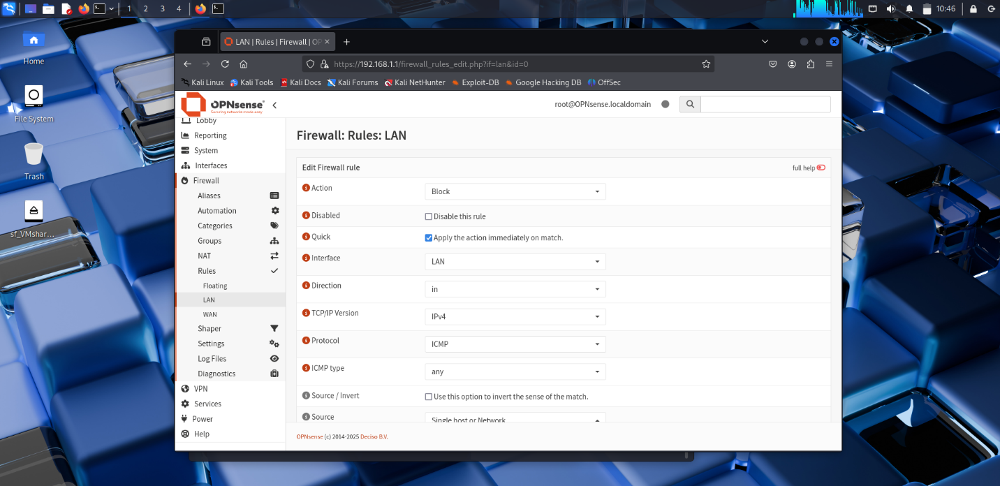 1 2 3 4
10:46
Home
File System
Trash
sf_VMshar...
LAN | Rules | Firewall | OP
https://192.168.1.1/firewall_rules_edit.php?if=lan&id=0
Kali Linux Kali Tools Kali Docs Kali Forums Kali NetHunter Exploit-DB Google Hacking DB OffSec
OPNsense
Securing networks made easy
root@OPNsense.localdomain
Lobby
Reporting
System
Interfaces
Firewall
Aliases
Automation
Categories
Groups
NAT
Rules
Floating
LAN
WAN
Shaper
Settings
Log Files
Diagnostics
VPN
Services
Power
Help
Firewall: Rules: LAN
Edit Firewall rule
full help
Action
Block
Disabled
Disable this rule
Quick
Apply the action immediately on match.
Interface
LAN
Direction
in
TCP/IP Version
IPv4
Protocol
ICMP
ICMP type
any
Source / Invert
Use this option to invert the sense of the match.
Source
Single host or Network
OPNsense (c) 2014-2025 Deciso B.V.